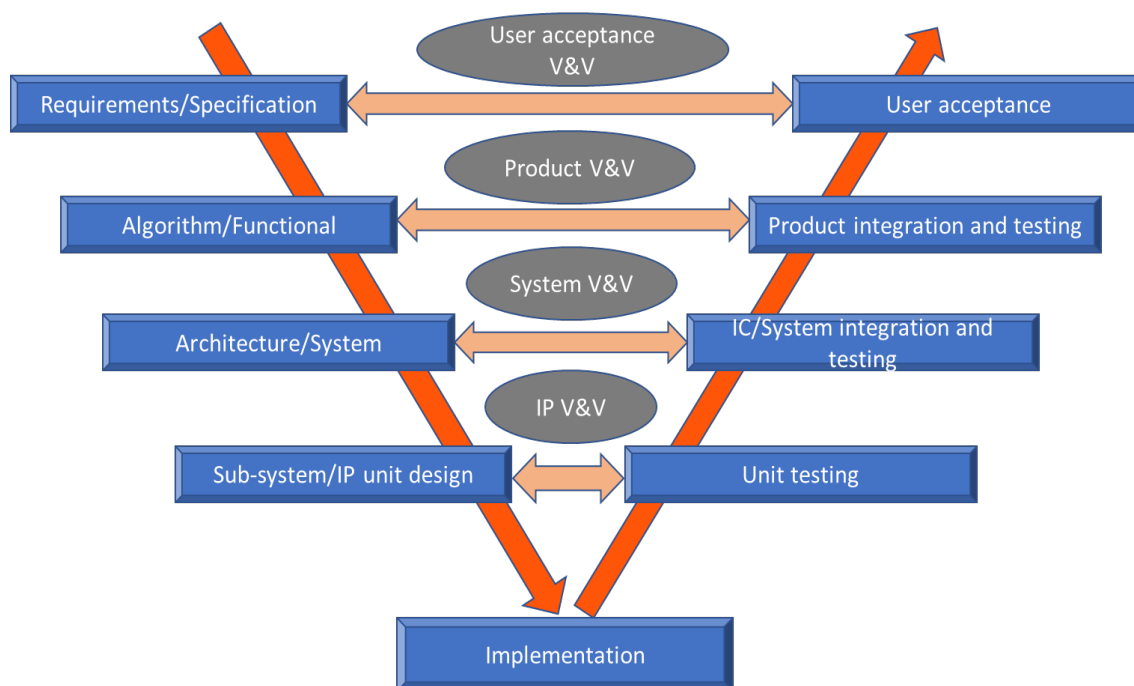 User acceptance
V&V
Requirements/Specification
User acceptance
Product V&V
Algorithm/Functional
Product integration and testing
System V&V
Architecture/System
IC/System integration and
testing
IP V&V
Sub-system/IP unit design
Unit testing
Implementation